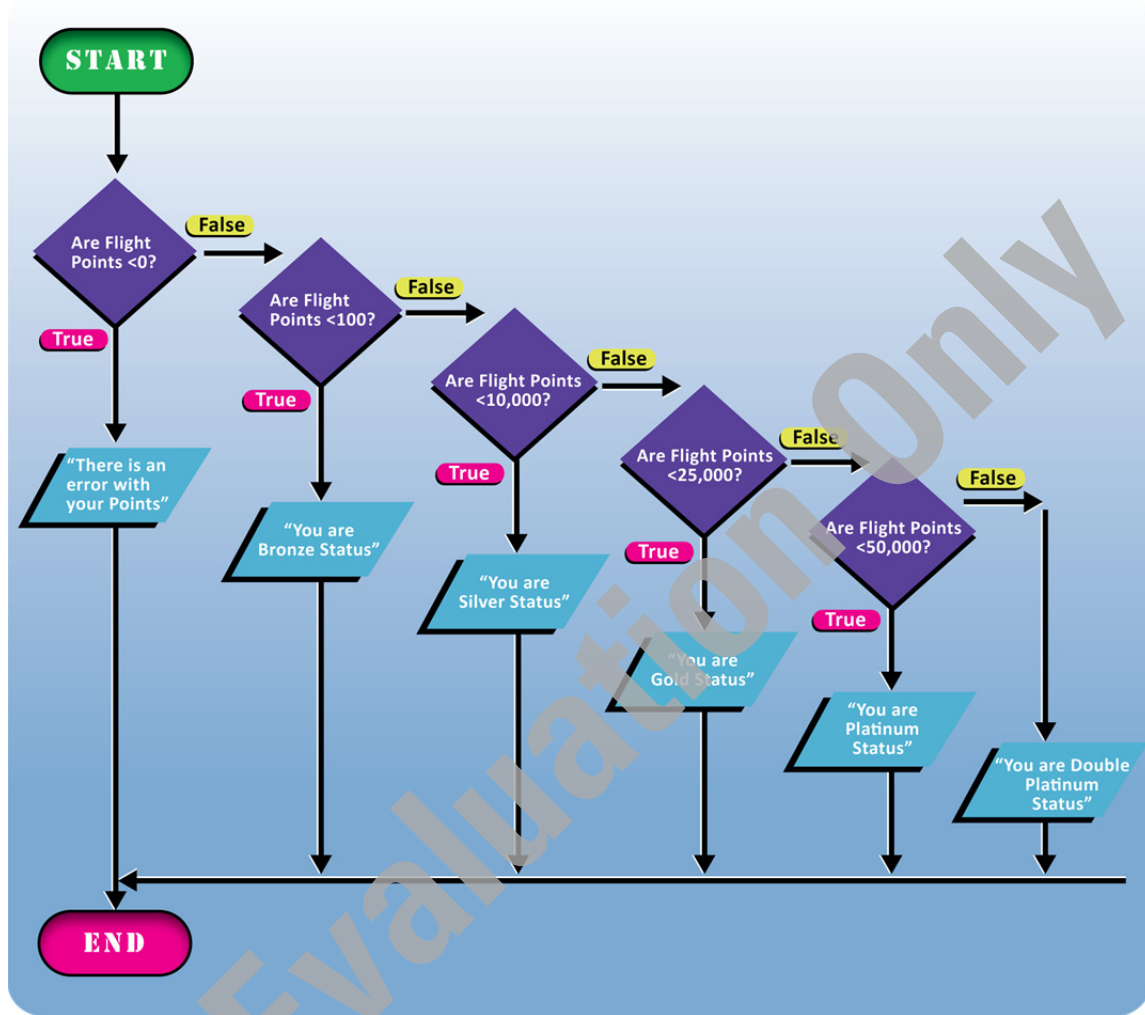 START
Are Flight
Points <0?
False
True
"There is an
error with
your Points"
Are Flight
Points <100?
False
True
"You are
Bronze Status"
Are Flight Points
<10,000?
False
True
"You are
Silver Status"
Are Flight Points
<25,000?
False
True
"You are
Gold Status"
Are Flight Points
<50,000?
False
True
"You are
Platinum
Status"
"You are Double
Platinum
Status"
END
Evaluation Only